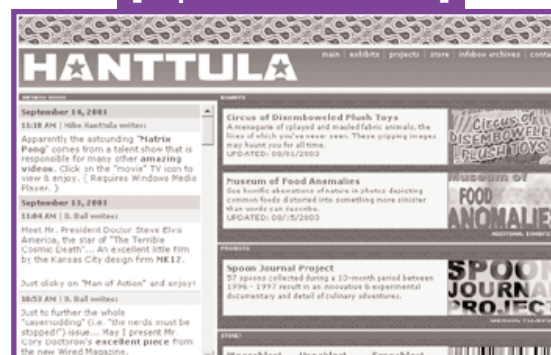 HANTTULA
main | exhibits | projects | store | infobox archives | conta
EXHIBITS
September 14, 2003
11:18 AM | Mike Hanttula writes:
Apparently the astounding "Matrix
Pong" comes from a talent show that is
responsible for many other amazing
videos. Click on the "movie" TV icon to
view & enjoy. ( Requires Windows Media
Player. )
September 13, 2003
11:04 AM | D. Ball writes:
Meet Mr. President Doctor Steve Elvis
America, the star of "The Terrible
Cosmic Death"... An excellent little film
by the Kansas City design firm MK12.
Just clicky on "Man of Action" and enjoy!
10:53 AM | D. Ball writes:
Just to further the whole
"casemodding" (i.e. "the nerds must be
stopped!") issue... May I present Mr.
Cory Doctorow's excellent piece from
the new Wired Magazine.
Circus of Disemboweled Plush Toys
A menagerie of splayed and mauled fabric animals, the
likes of which you've never seen. These gripping images
may haunt you for all time.
UPDATED: 08/01/2003
Circus of
DISEMBOWELED
PLUSH TOYS
Museum of Food Anomalies
See horrific aberrations of nature in photos depicting
common foods distorted into something more sinister
than words can describe.
UPDATED: 08/15/2003
Museum of
FOOD
ANOMALIES
ADDITIONAL EXHIBITS
PROJECTS
Spoon Journal Project
57 spoons collected during a 10-month period between
1996 - 1997 result in an innovative & experimental
documentary and detail of culinary adventures.
SPOON
JOURNAL
PROJECT
STORE!